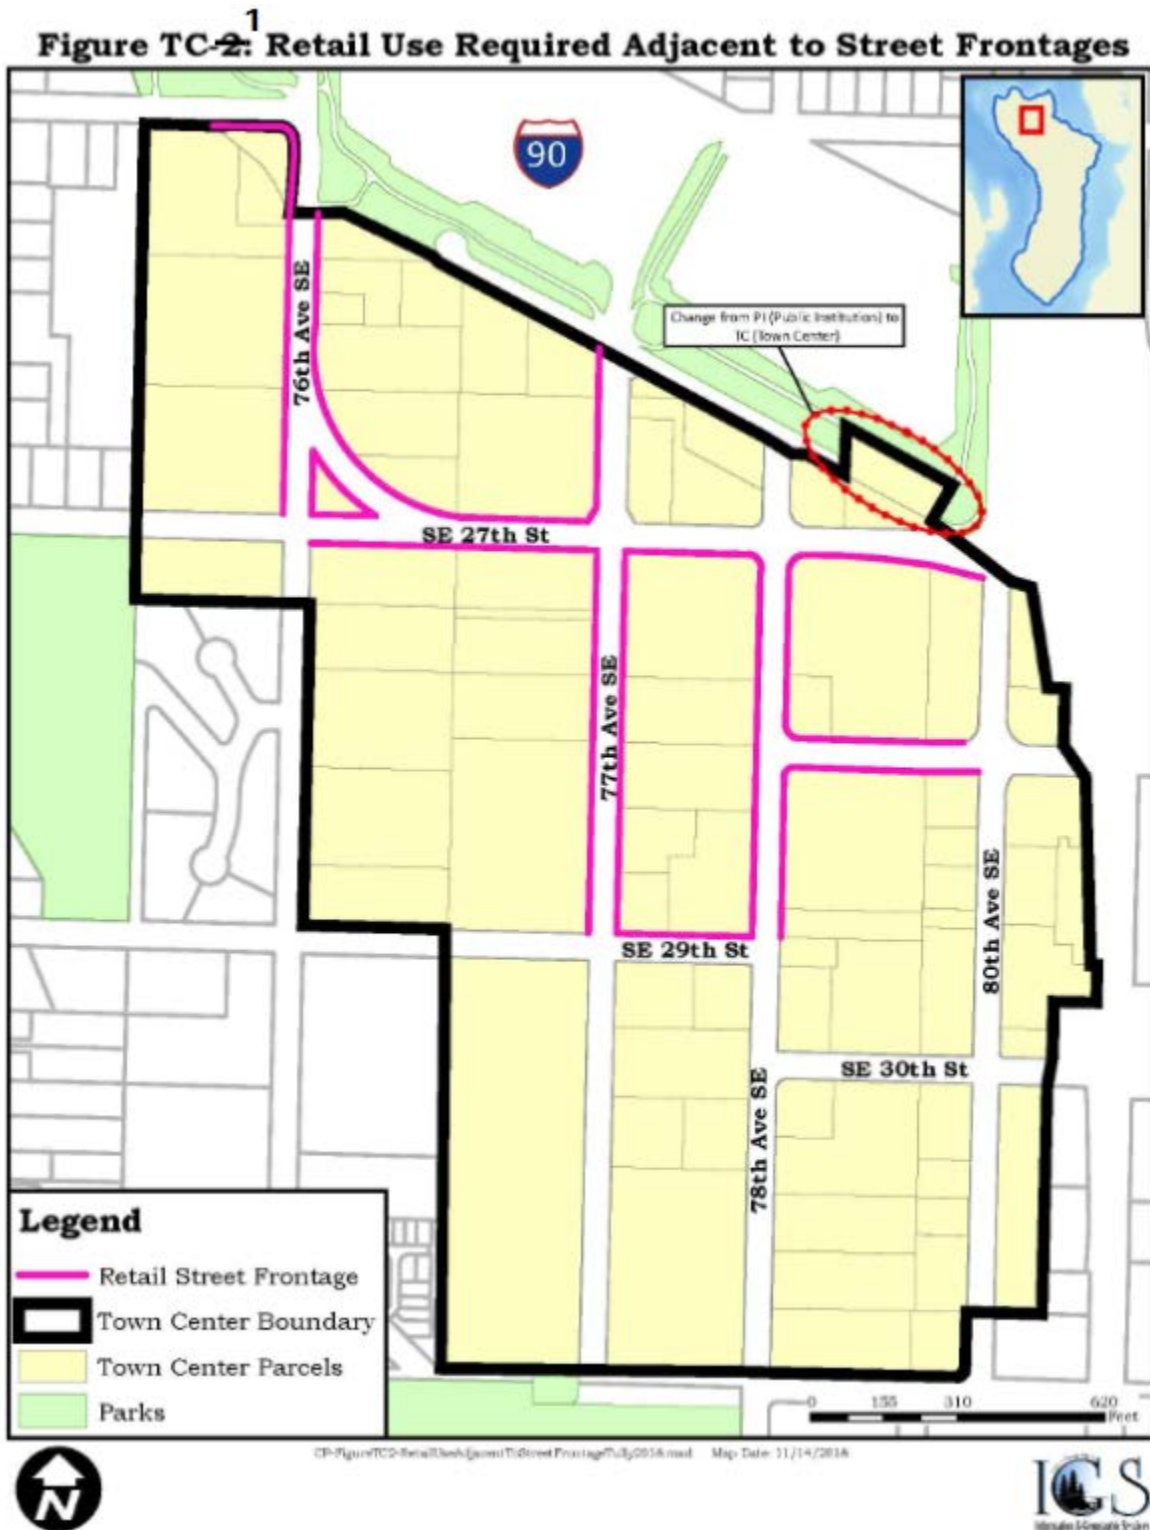 1
Figure TC-2: Retail Use Required Adjacent to Street Frontages
90
Change from PI (Public Institution) to
TC (Town Center)
76th Ave SE
SE 27th St
77th Ave SE
SE 29th St
80th Ave SE
SE 30th St
78th Ave SE
Legend
Retail Street Frontage
Town Center Boundary
Town Center Parcels
Parks
0 155 310 620
Feet
Map Date: 11/14/2016
N
IGS